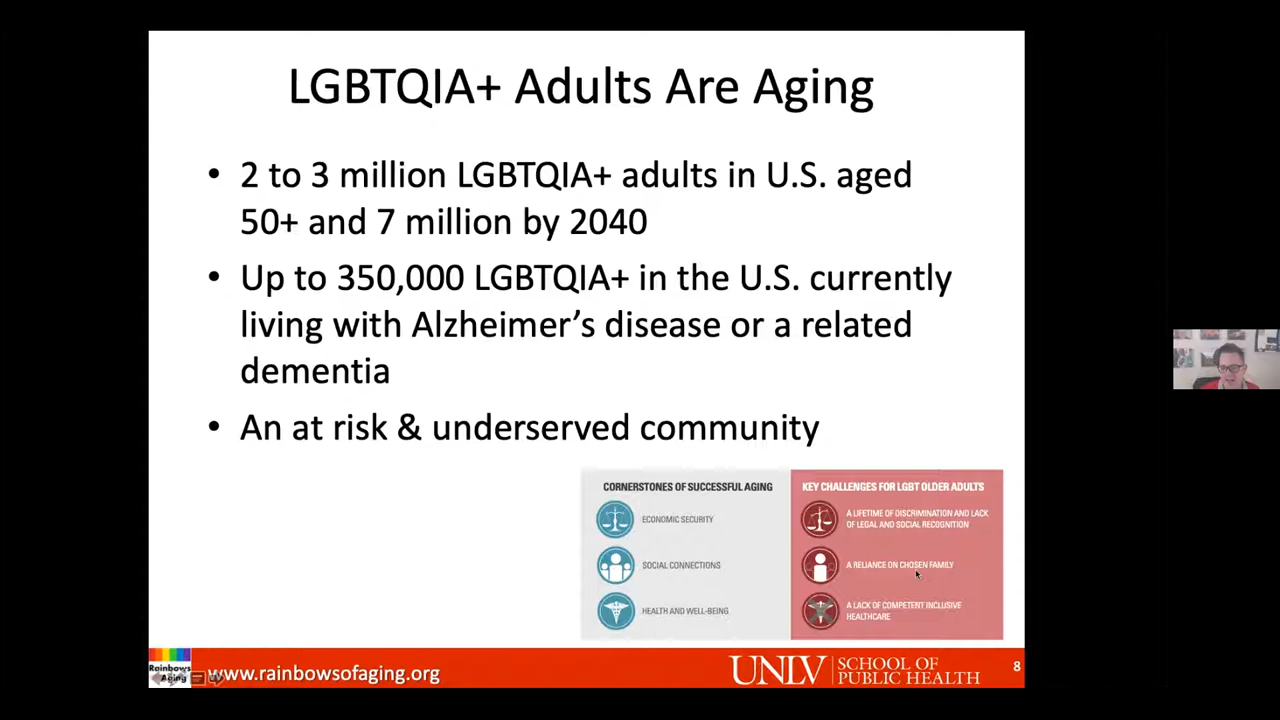 LGBTQIA+ Adults Are Aging
• 2 to 3 million LGBTQIA+ adults in U.S. aged
50+ and 7 million by 2040
• Up to 350,000 LGBTQIA+ in the U.S. currently
living with Alzheimer’s disease or a related
dementia
• An at risk & underserved community
CORNERSTONES OF SUCCESSFUL AGING
ECONOMIC SECURITY
SOCIAL CONNECTIONS
HEALTH AND WELL-BEING
KEY CHALLENGES FOR LGBT OLDER ADULTS
A LIFETIME OF DISCRIMINATION AND LACK
OF LEGAL AND SOCIAL RECOGNITION
A RELIANCE ON CHOSEN FAMILY
A LACK OF COMPETENT INCLUSIVE
HEALTHCARE
Rainbows
Aging
www.rainbowsofaging.org
UNLV
SCHOOL OF
PUBLIC HEALTH
8